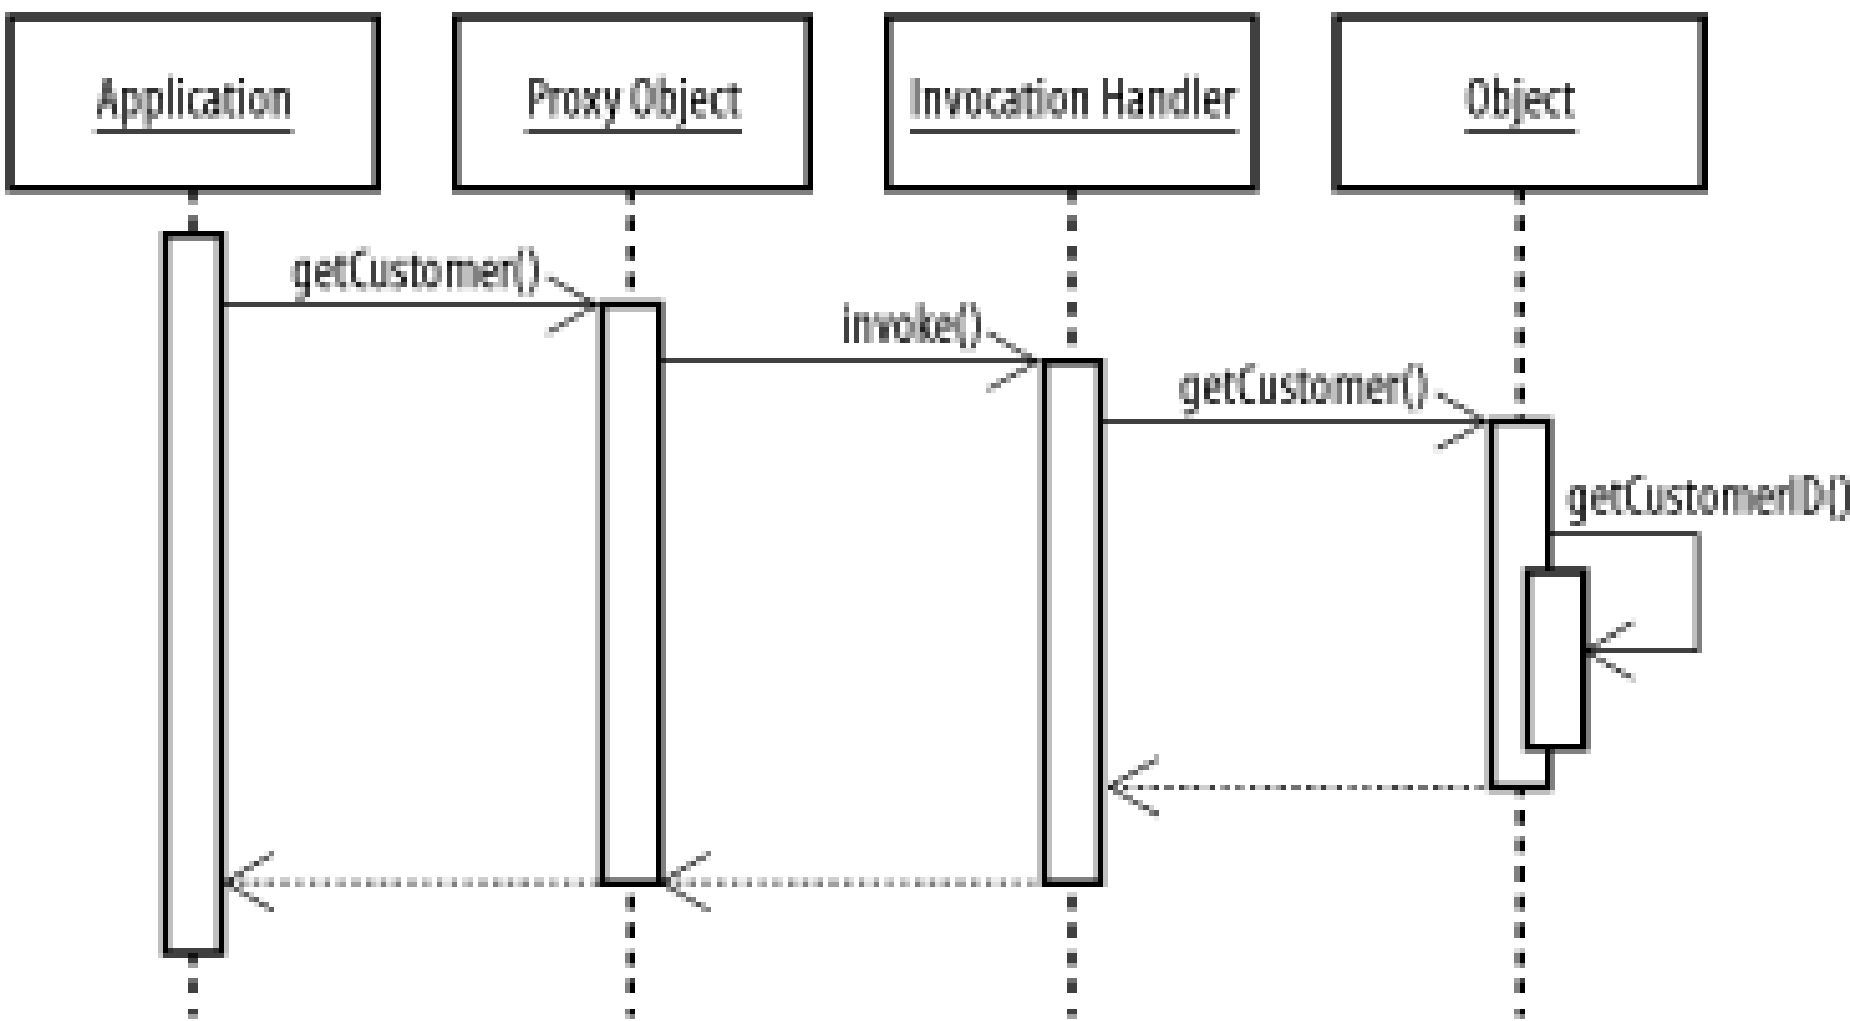 Application
Proxy Object
Invocation Handler
Object
getCustomer()
invoke()
getCustomer()
getCustomerID()